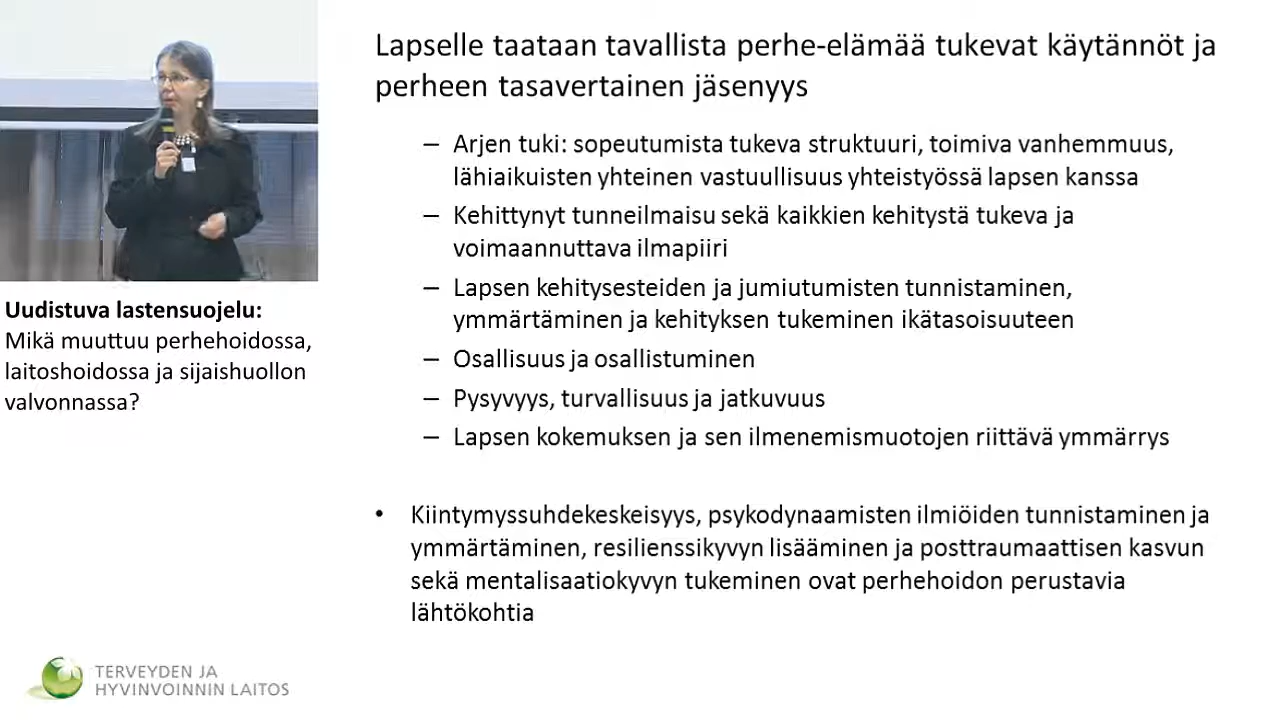 Lapselle taataan tavallista perhe-elämää tukevat käytännöt ja
perheen tasavertainen jäsenyys
– Arjen tuki: sopeutumista tukeva struktuuri, toimiva vanhemmuus,
lähiaikuisten yhteinen vastuullisuus yhteistyössä lapsen kanssa
– Kehittynyt tunneilmaisu sekä kaikkien kehitystä tukeva ja
voimaannuttava ilmapiiri
– Lapsen kehitysesteiden ja jumiutumisten tunnistaminen,
ymmärtäminen ja kehityksen tukeminen ikätasoisuuteen
– Osallisuus ja osallistuminen
– Pysyvyys, turvallisuus ja jatkuvuus
– Lapsen kokemuksen ja sen ilmenemismuotojen riittävä ymmärrys
• Kiintymyssuhdekeskeisyys, psykodynaamisten ilmiöiden tunnistaminen ja
ymmärtäminen, resilienssikyvyn lisääminen ja posttraumaattisen kasvun
sekä mentalisaatiokyvyn tukeminen ovat perhehoidon perustavia
lähtökohtia
Uudistuva lastensuojelu:
Mikä muuttuu perhehoidossa,
laitoshoidossa ja sijaishuollon
valvonnassa?
TERVEYDEN JA
HYVINVOINNIN LAITOS